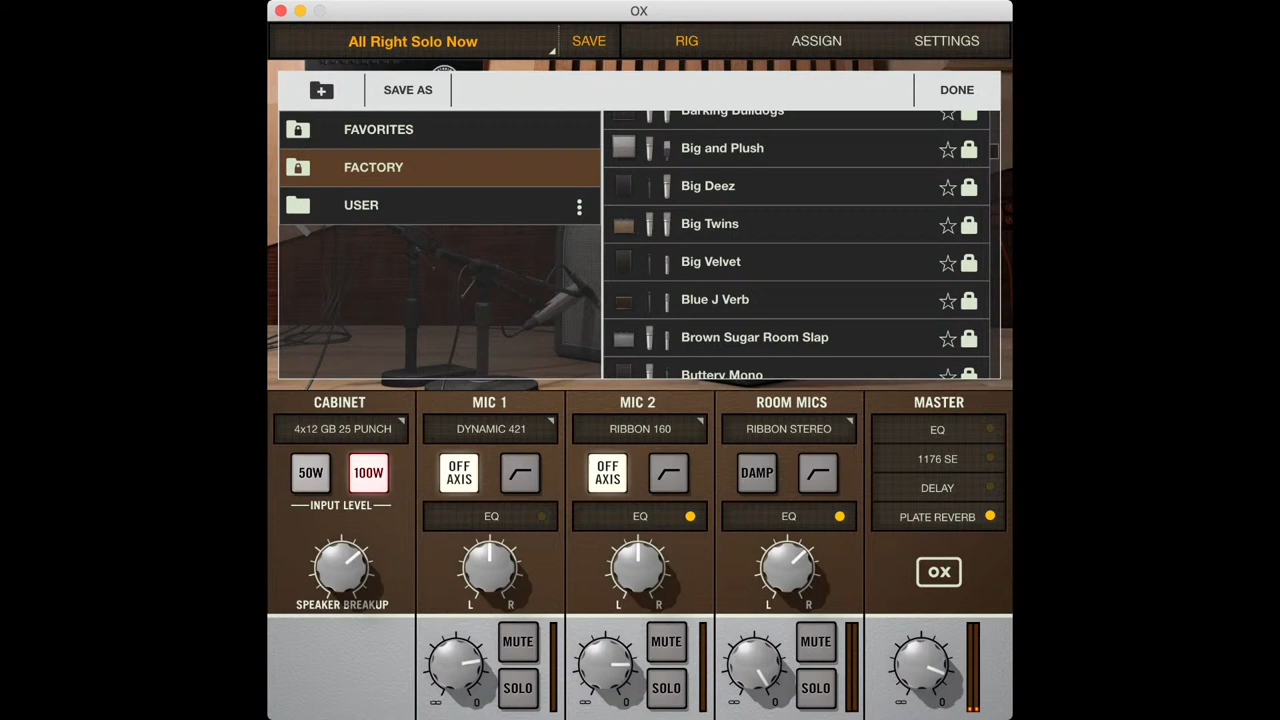 OX
All Right Solo Now SAVE RIG ASSIGN SETTINGS
SAVE AS DONE
FAVORITES
FACTORY
USER
Barking Bulldogs
Big and Plush
Big Deez
Big Twins
Big Velvet
Blue J Verb
Brown Sugar Room Slap
Buttery Mono
CABINET MIC 1 MIC 2 ROOM MICS MASTER
4x12 GB 25 PUNCH DYNAMIC 421 RIBBON 160 RIBBON STEREO EQ
1176 SE
50W 100W OFF AXIS OFF AXIS DAMP
DELAY
INPUT LEVEL
EQ EQ EQ PLATE REVERB
OX
SPEAKER BREAKUP L R L R L R
MUTE MUTE MUTE
SOLO SOLO SOLO
∞ 0 ∞ 0 ∞ 0 ∞ 0